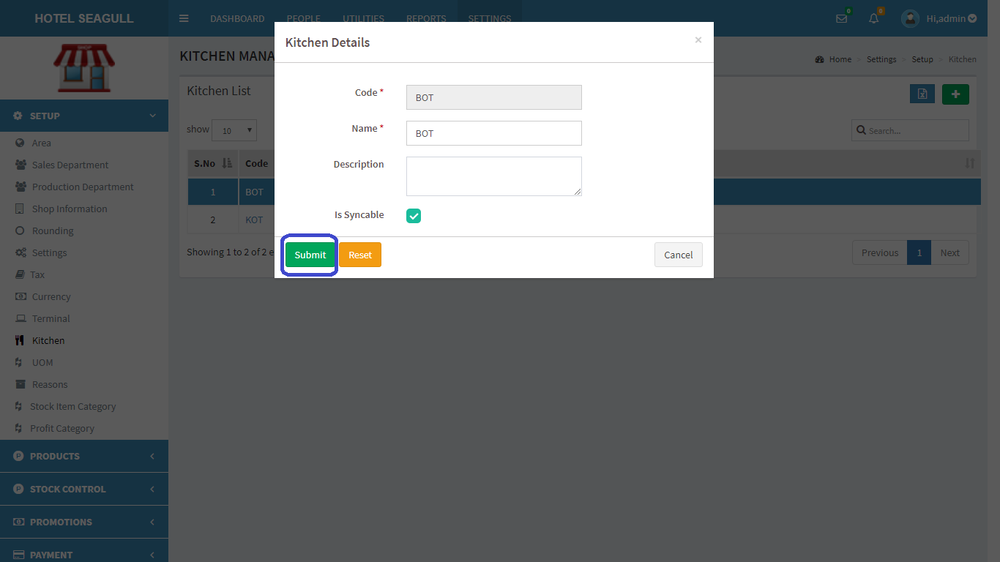 HOTEL SEAGULL
DASHBOARD PEOPLE UTILITIES REPORTS SETTINGS
0 0 Hi,admin
SHOP
KITCHEN MANA
Home > Settings > Setup > Kitchen
Kitchen List
show 10
Search...
S.No Code
1 BOT
2 KOT
Showing 1 to 2 of 2 e
Previous 1 Next
SETUP
Area
Sales Department
Production Department
Shop Information
Rounding
Settings
Tax
Currency
Terminal
Kitchen
UOM
Reasons
Stock Item Category
Profit Category
PRODUCTS
STOCK CONTROL
PROMOTIONS
PAYMENT
Kitchen Details ×
Code * BOT
Name * BOT
Description
Is Syncable
Submit Reset Cancel